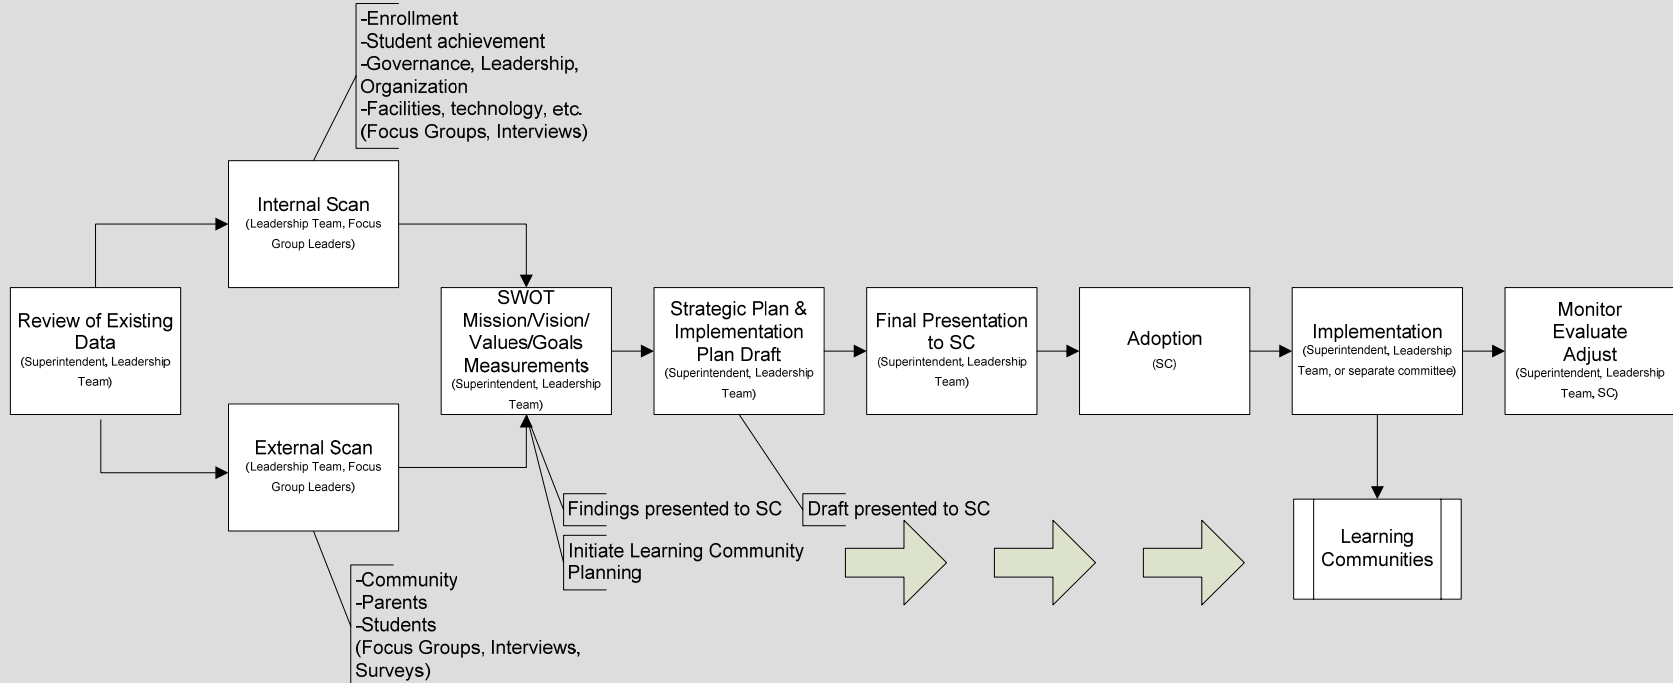 -Enrollment
-Student achievement
-Governance, Leadership,
Organization
-Facilities, technology, etc.
(Focus Groups, Interviews)
Internal Scan
(Leadership Team, Focus
Group Leaders)
Review of Existing
Data
(Superintendent, Leadership
Team)
External Scan
(Leadership Team, Focus
Group Leaders)
-Community
-Parents
-Students
(Focus Groups, Interviews,
Surveys)
SWOT
Mission/Vision/
Values/Goals
Measurements
(Superintendent, Leadership
Team)
Findings presented to SC
Initiate Learning Community
Planning
Strategic Plan &
Implementation
Plan Draft
(Superintendent, Leadership
Team)
Draft presented to SC
Final Presentation
to SC
(Superintendent, Leadership
Team)
Adoption
(SC)
Implementation
(Superintendent, Leadership
Team, or separate committee)
Learning
Communities
Monitor
Evaluate
Adjust
(Superintendent, Leadership
Team, SC)